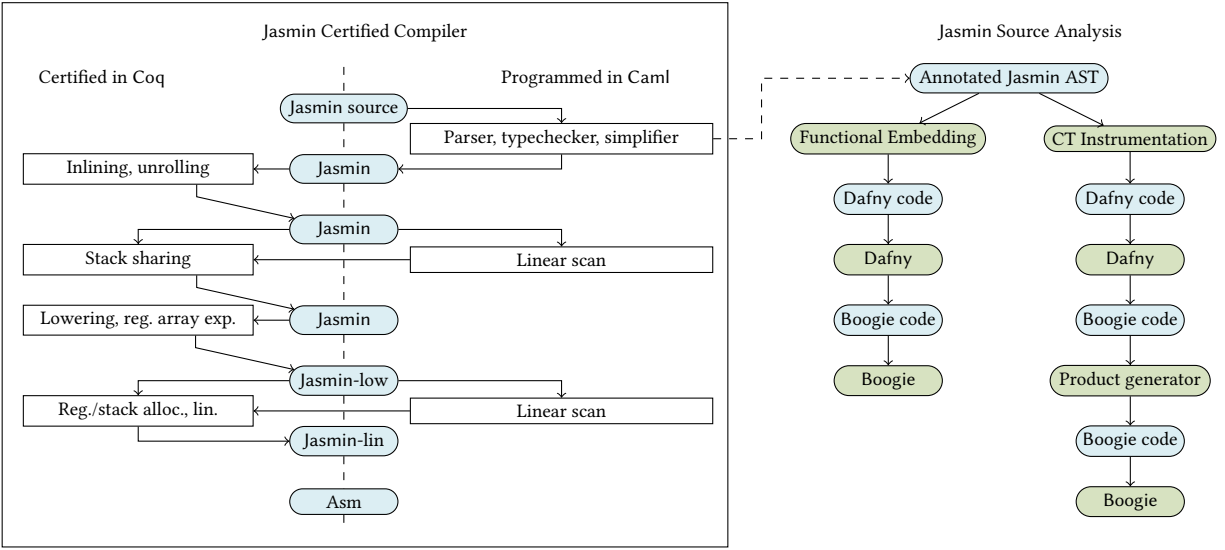 Jasmin Certified Compiler
Certified in Coq
Programmed in Caml
Jasmin source
Parser, typechecker, simplifier
Inlining, unrolling
Jasmin
Jasmin
Stack sharing
Linear scan
Lowering, reg. array exp.
Jasmin
Jasmin-low
Reg./stack alloc., lin.
Linear scan
Jasmin-lin
Asm
Jasmin Source Analysis
Annotated Jasmin AST
Functional Embedding
Dafny code
Dafny
Boogie code
Boogie
CT Instrumentation
Dafny code
Dafny
Boogie code
Product generator
Boogie code
Boogie